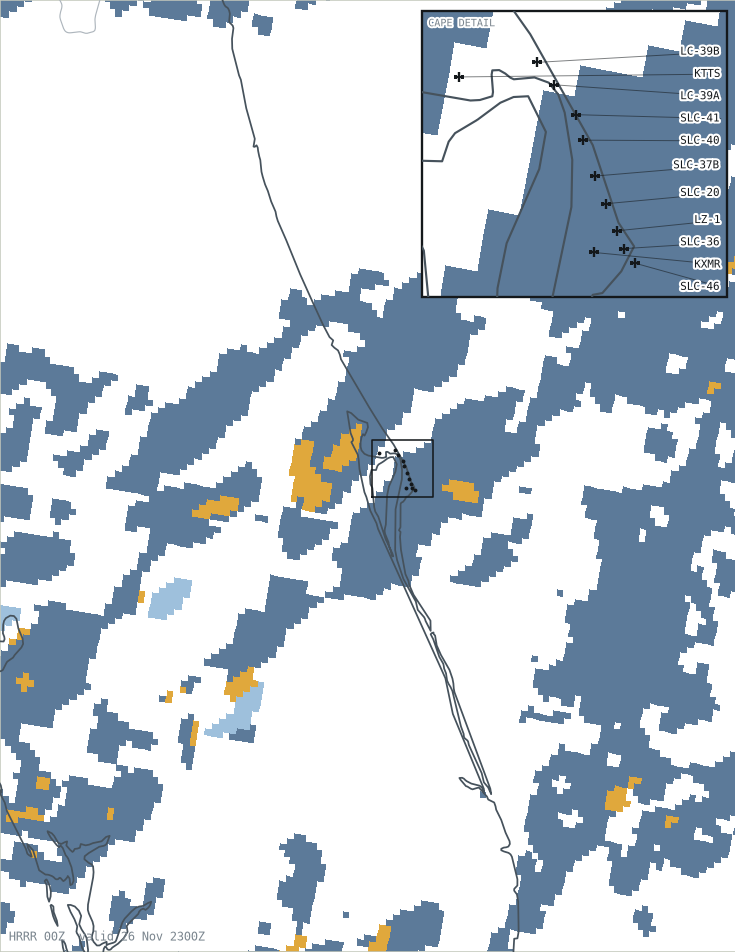 CAPE DETAIL
LC-39B
KTTS
LC-39A
SLC-41
SLC-40
SLC-37B
SLC-20
LZ-1
SLC-36
KXMR
SLC-46
HRRR 00Z valid 26 Nov 2300Z